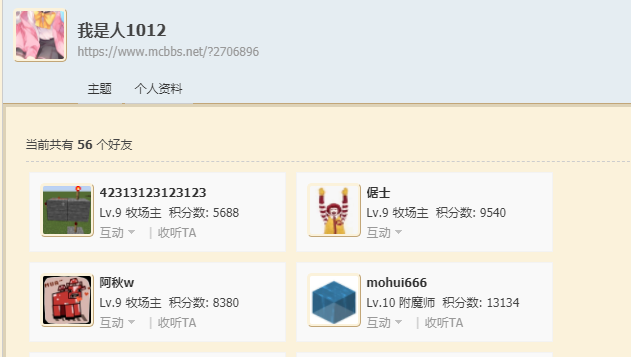 我是人1012
https://www.mcbbs.net/?2706896
主题 个人资料
当前共有 56 个好友
42313123123123
Lv.9 牧场主 积分数: 5688
互动 | 收听TA
倨士
Lv.9 牧场主 积分数: 9540
互动
阿秋w
Lv.9 牧场主 积分数: 8380
互动 | 收听TA
mohui666
Lv.10 附魔师 积分数: 13134
互动 | 收听TA